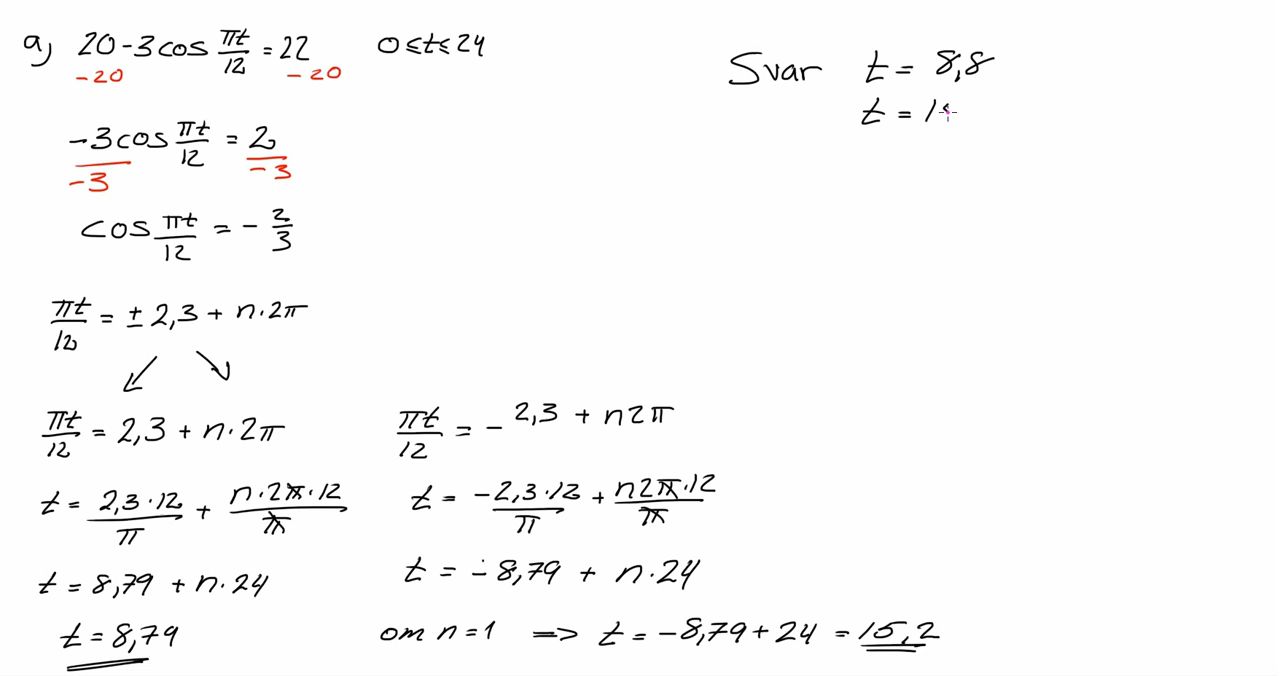 a) 20 - 3cos πt/12 = 22 0 ≤ t ≤ 24
-20 -20
-3cos πt/12 = 2
-3 -3
cos πt/12 = - 2/3
πt/12 = ± 2,3 + n·2π
πt/12 = 2,3 + n·2π
t = 2,3·12/π + n·2π·12/π
t = 8,79 + n·24
t = 8,79
πt/12 = - 2,3 + n2π
t = -2,3·12/π + n2π·12/π
t = -8,79 + n·24
om n=1 => t = -8,79+24 = 15,2
Svar t = 8,8
t = 1